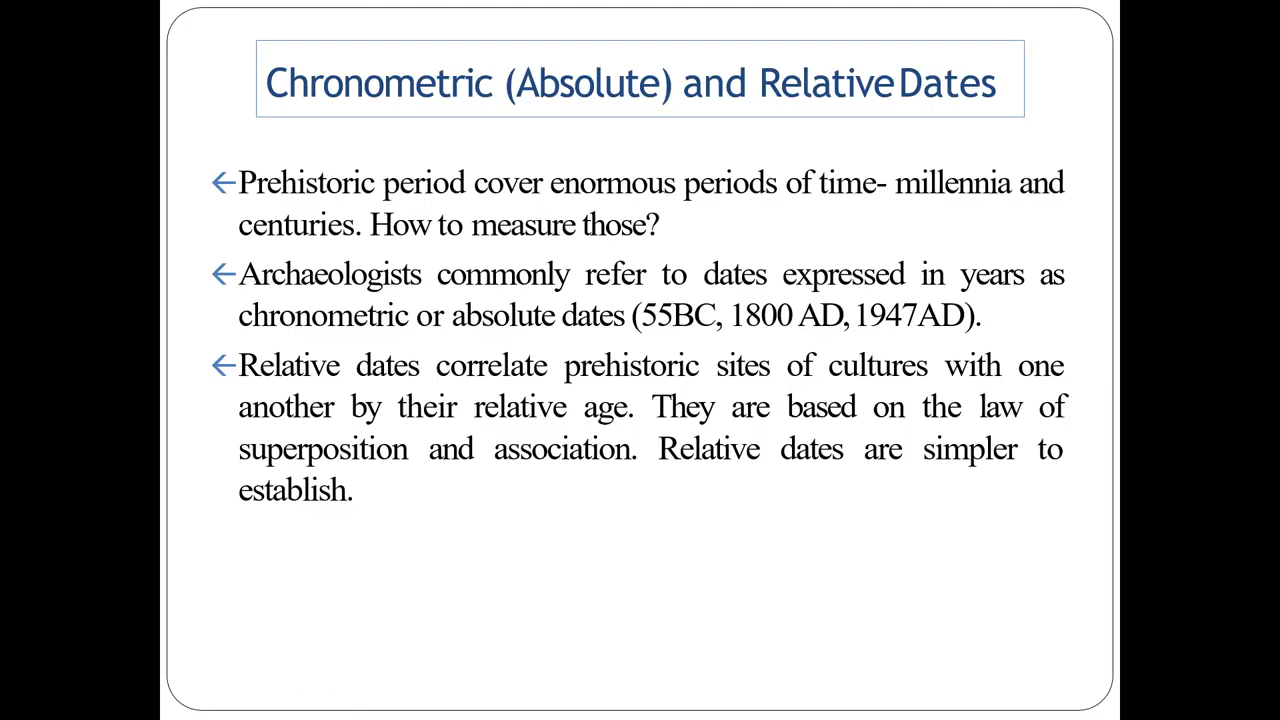 Chronometric (Absolute) and Relative Dates
←Prehistoric period cover enormous periods of time- millennia and
centuries. How to measure those?
←Archaeologists commonly refer to dates expressed in years as
chronometric or absolute dates (55BC, 1800 AD, 1947AD).
←Relative dates correlate prehistoric sites of cultures with one
another by their relative age. They are based on the law of
superposition and association. Relative dates are simpler to
establish.